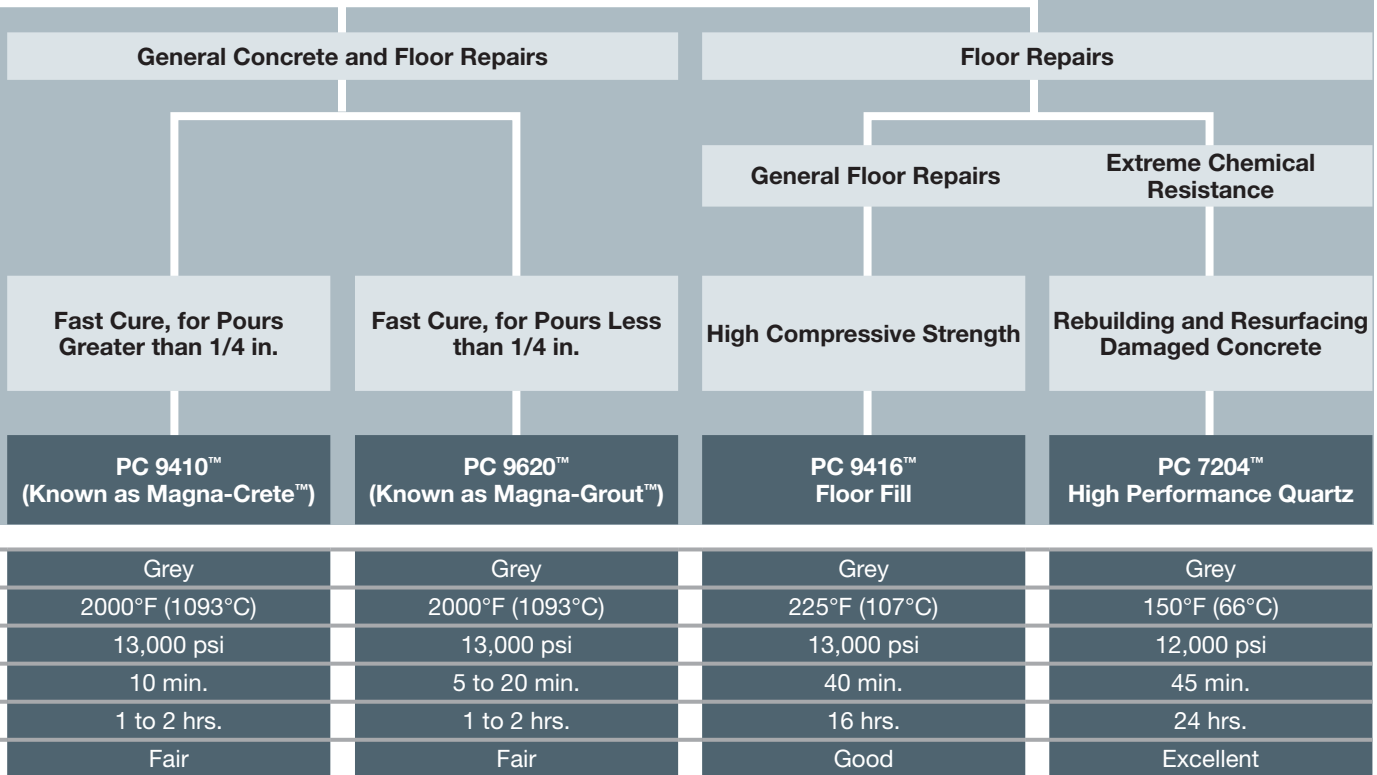 General Concrete and Floor Repairs
Floor Repairs
General Floor Repairs
Extreme Chemical
Resistance
Fast Cure, for Pours
Greater than 1/4 in.
Fast Cure, for Pours Less
than 1/4 in.
High Compressive Strength
Rebuilding and Resurfacing
Damaged Concrete
PC 9410™
(Known as Magna-Crete™)
PC 9620™
(Known as Magna-Grout™)
PC 9416™
Floor Fill
PC 7204™
High Performance Quartz
Grey Grey Grey Grey
2000°F (1093°C) 2000°F (1093°C) 225°F (107°C) 150°F (66°C)
13,000 psi 13,000 psi 13,000 psi 12,000 psi
10 min. 5 to 20 min. 40 min. 45 min.
1 to 2 hrs. 1 to 2 hrs. 16 hrs. 24 hrs.
Fair Fair Good Excellent